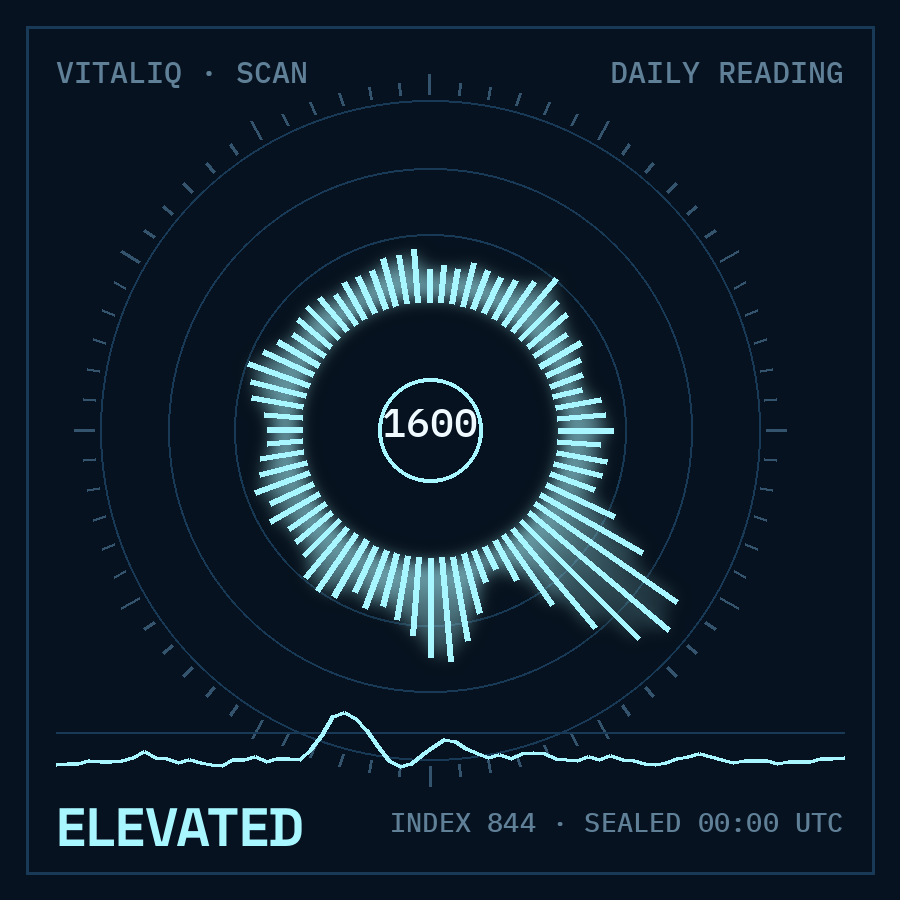 VITALIQ · SCAN
DAILY READING
1600
ELEVATED
INDEX 844 · SEALED 00:00 UTC